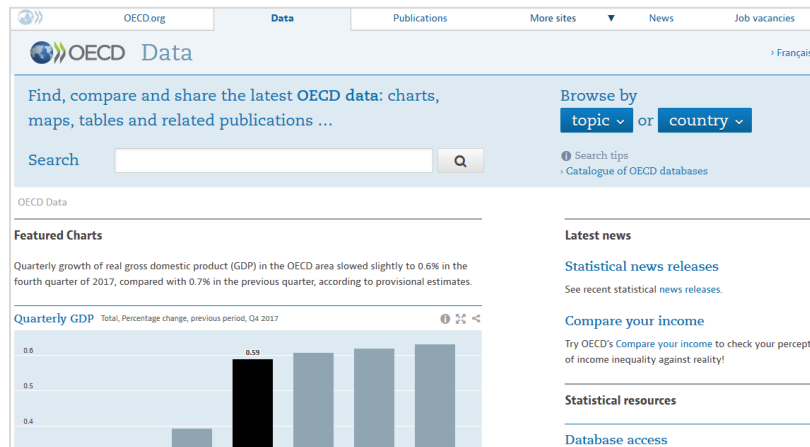 OECD.org Data Publications More sites ▼ News Job vacancies
OECD Data
› Français
Find, compare and share the latest OECD data: charts,
maps, tables and related publications ...
Search
Browse by
topic or country
Search tips
› Catalogue of OECD databases
OECD Data
Featured Charts
Quarterly growth of real gross domestic product (GDP) in the OECD area slowed slightly to 0.6% in the
fourth quarter of 2017, compared with 0.7% in the previous quarter, according to provisional estimates.
Quarterly GDP Total, Percentage change, previous period, Q4 2017
0.6
0.59
0.5
0.4
Latest news
Statistical news releases
See recent statistical news releases.
Compare your income
Try OECD's Compare your income to check your percept
of income inequality against reality!
Statistical resources
Database access